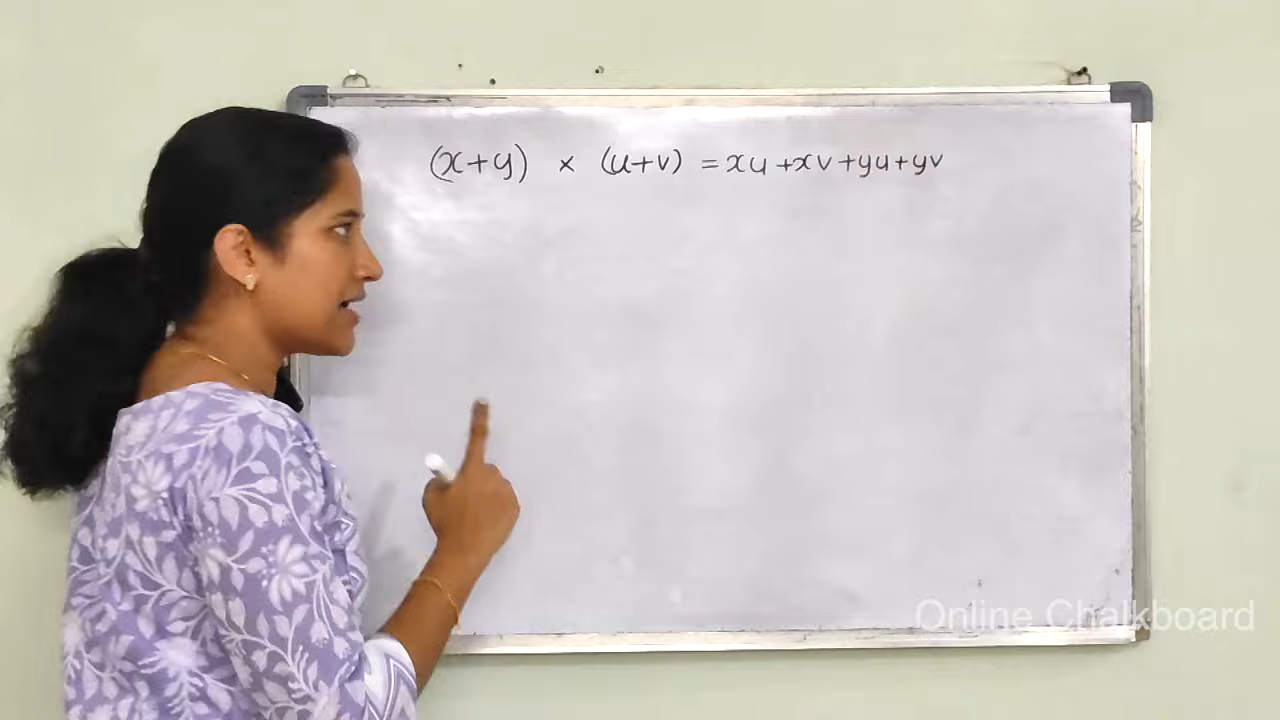 (x+y) × (u+v) = xu+xv+yu+yv
Online Chalkboard